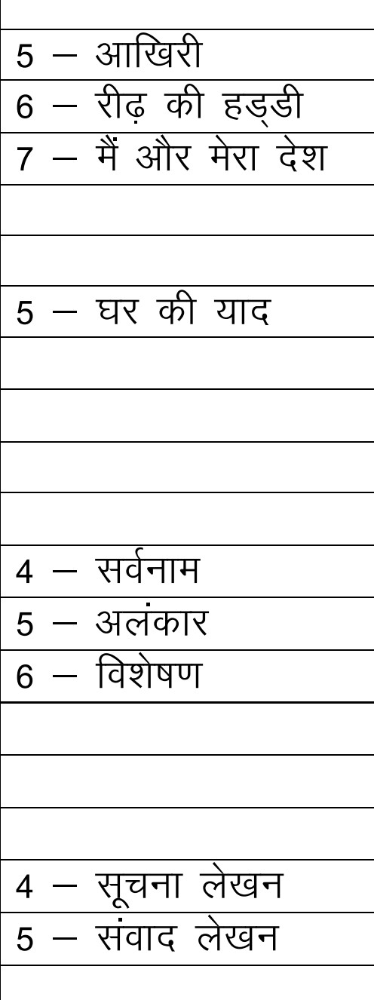 5 – आखिरी
6 – रीढ़ की हड्डी
7 – मैं और मेरा देश
5 – घर की याद
4 – सर्वनाम
5 – अलंकार
6 – विशेषण
4 – सूचना लेखन
5 – संवाद लेखन